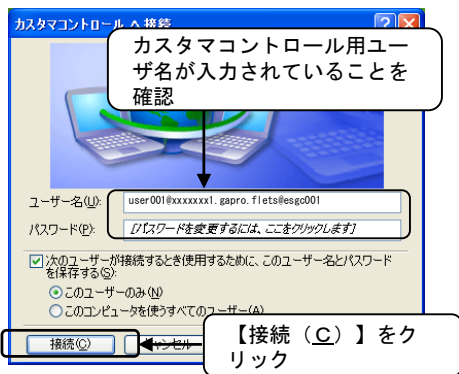 カスタマコントロール へ接続
カスタマコントロール用ユー
ザ名が入力されていることを
確認
ユーザー名(U):
user001@xxxxxxx1.gapro.flets@esgc001
パスワード(P):
[パスワードを変更するには、ここをクリックします]
次のユーザーが接続するとき使用するために、このユーザー名とパスワード
を保存する(S):
このユーザーのみ(N)
このコンピュータを使うすべてのユーザー(A)
接続(C)
キャンセル
【接続（C）】をク
リック